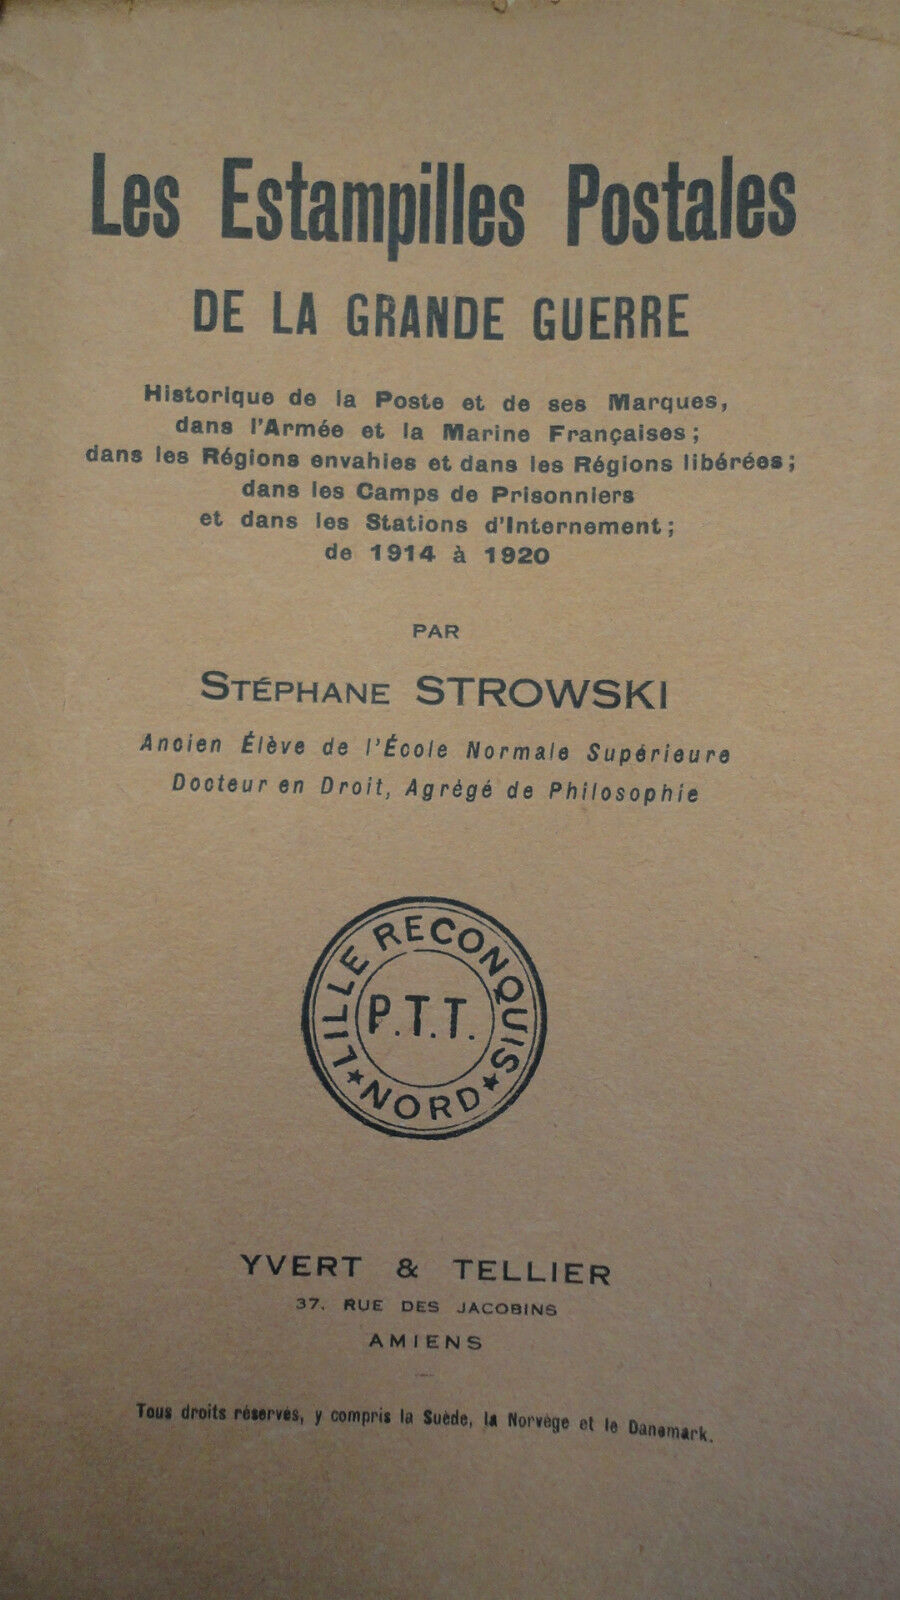 Les Estampilles Postales
DE LA GRANDE GUERRE
Historique de la Poste et de ses Marques,
dans l'Armée et la Marine Françaises;
dans les Régions envahies et dans les Régions libérées;
dans les Camps de Prisonniers
et dans les Stations d'Internement;
de 1914 à 1920
PAR
STÉPHANE STROWSKI
Ancien Élève de l'École Normale Supérieure
Docteur en Droit, Agrégé de Philosophie
LILLE RECONQUIS
P.T.T.
★ NORD ★
YVERT & TELLIER
37, RUE DES JACOBINS
AMIENS
Tous droits réservés, y compris la Suède, la Norvège et le Danemark.